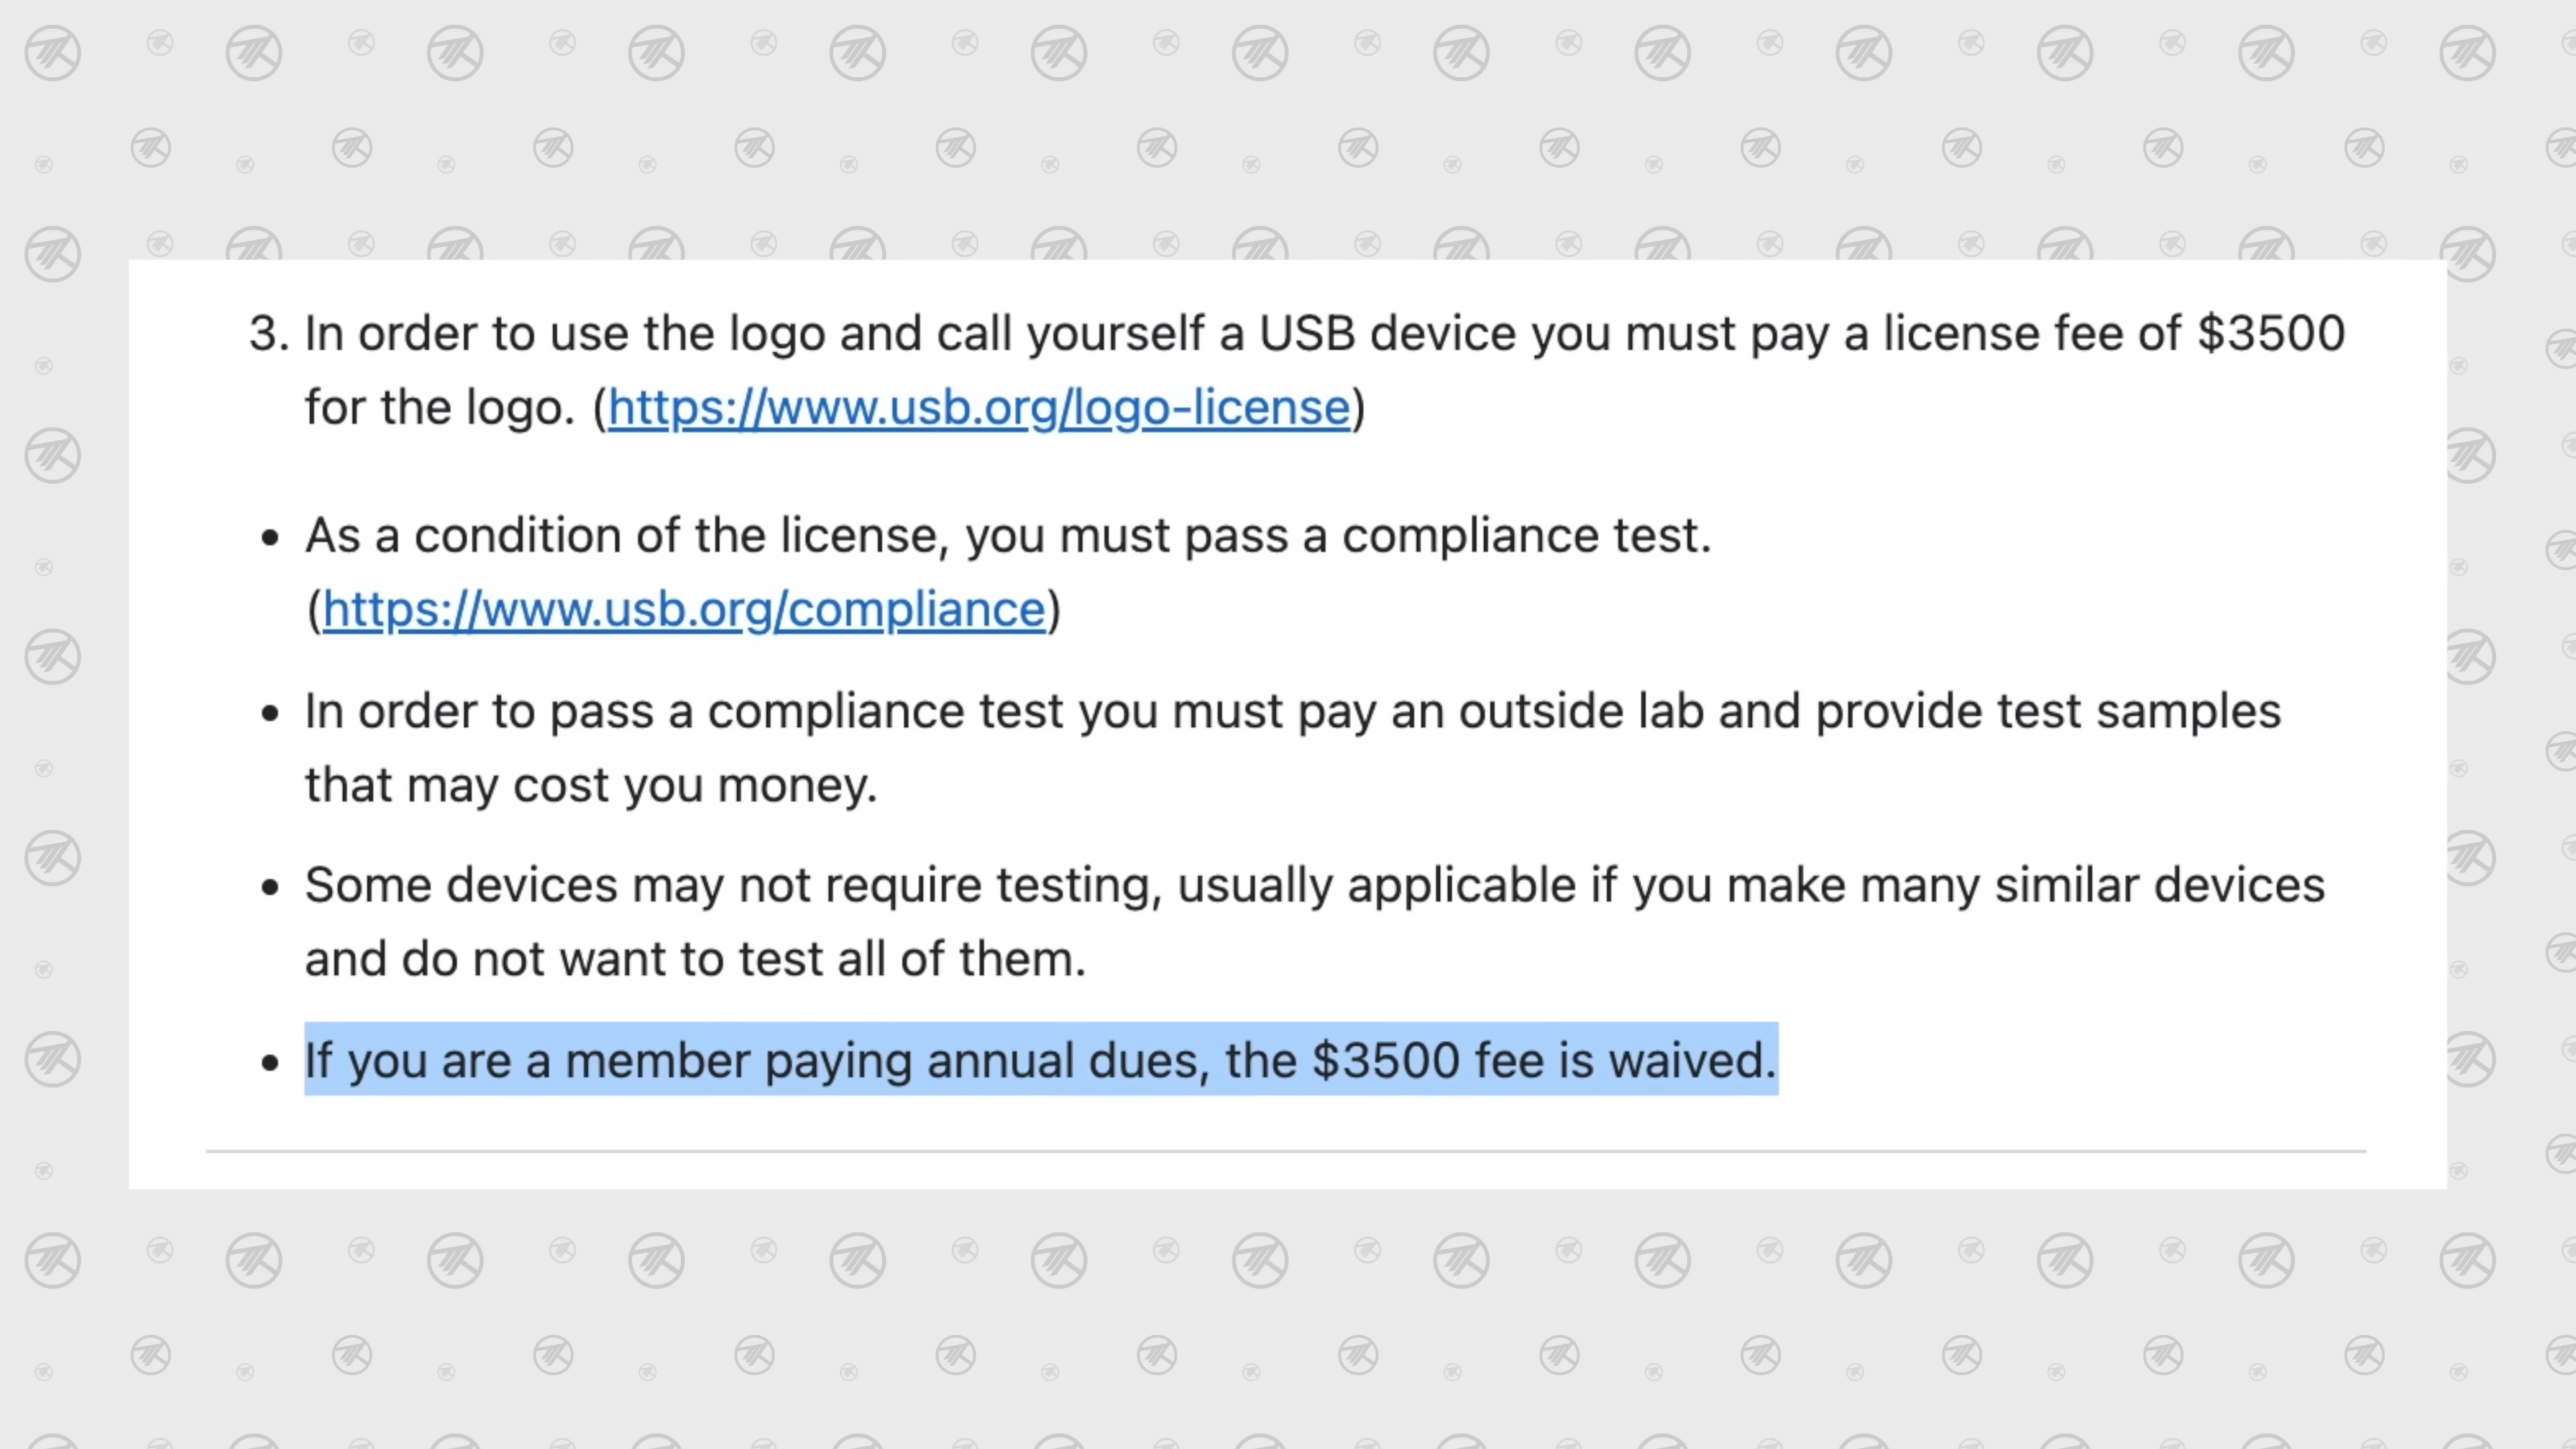 3. In order to use the logo and call yourself a USB device you must pay a license fee of $3500
for the logo. (https://www.usb.org/logo-license)
• As a condition of the license, you must pass a compliance test.
(https://www.usb.org/compliance)
• In order to pass a compliance test you must pay an outside lab and provide test samples
that may cost you money.
• Some devices may not require testing, usually applicable if you make many similar devices
and do not want to test all of them.
• If you are a member paying annual dues, the $3500 fee is waived.